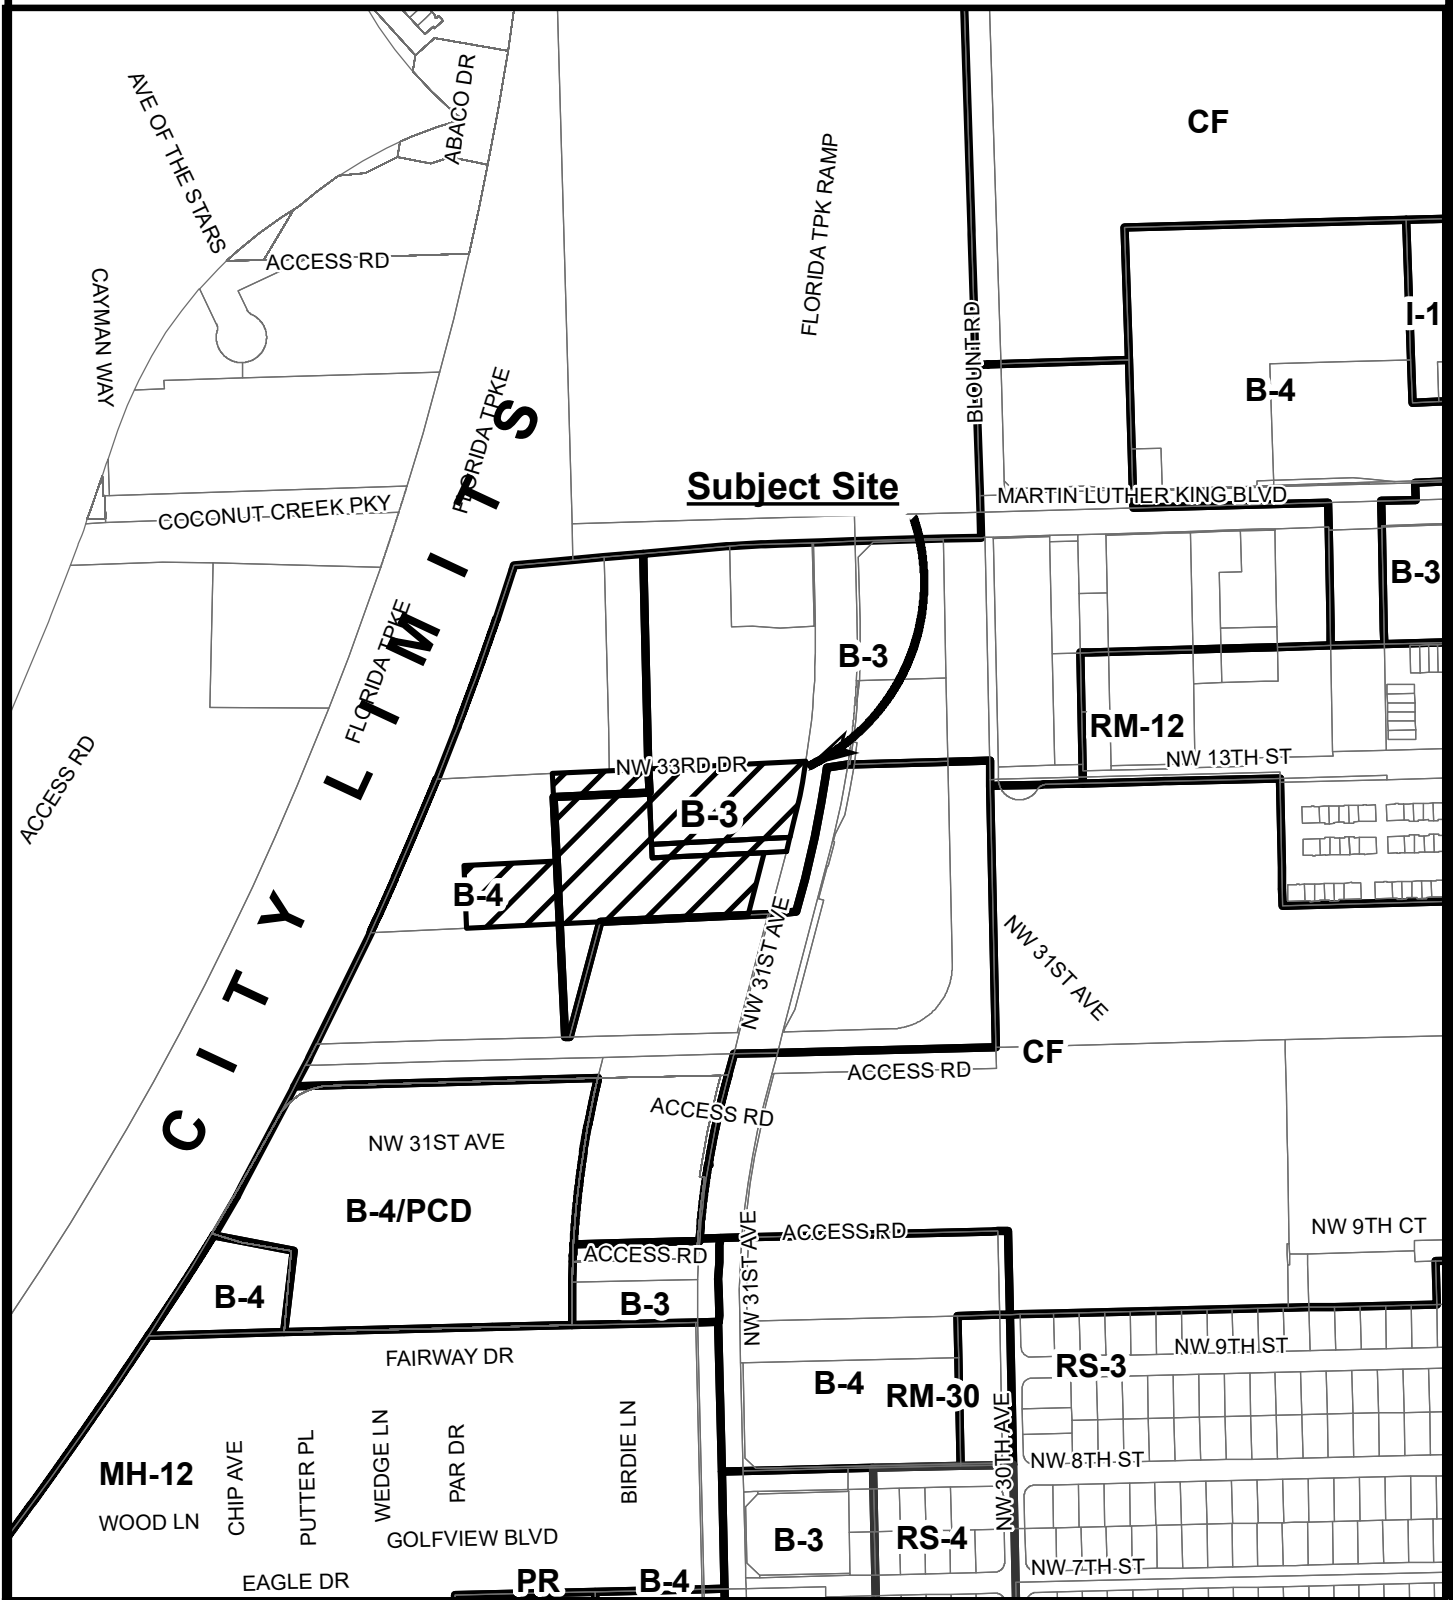 ABACO DR
AVE OF THE STARS
CF
FLORIDA TPK RAMP
ACCESS RD
CAYMAN WAY
I-1
BLOUNT RD
B-4
FLORIDA TPKE
Subject Site
MARTIN LUTHER KING BLVD
COCONUT CREEK PKY
B-3
FLORIDA TPKE
B-3
RM-12
NW 13TH ST
NW 33RD DR
ACCESS RD
B-3
B-4
CITY LIMITS
NW 31ST AVE
NW 31ST AVE
CF
ACCESS RD
ACCESS RD
NW 31ST AVE
B-4/PCD
NW 9TH CT
ACCESS RD
ACCESS RD
NW 31ST AVE
B-4
B-3
FAIRWAY DR
NW 9TH ST
RS-3
B-4
RM-30
NW 30TH AVE
MH-12
CHIP AVE
PUTTER PL
WEDGE LN
PAR DR
BIRDIE LN
NW 8TH ST
WOOD LN
GOLFVIEW BLVD
B-3
RS-4
NW 7TH ST
EAGLE DR
PR
B-4